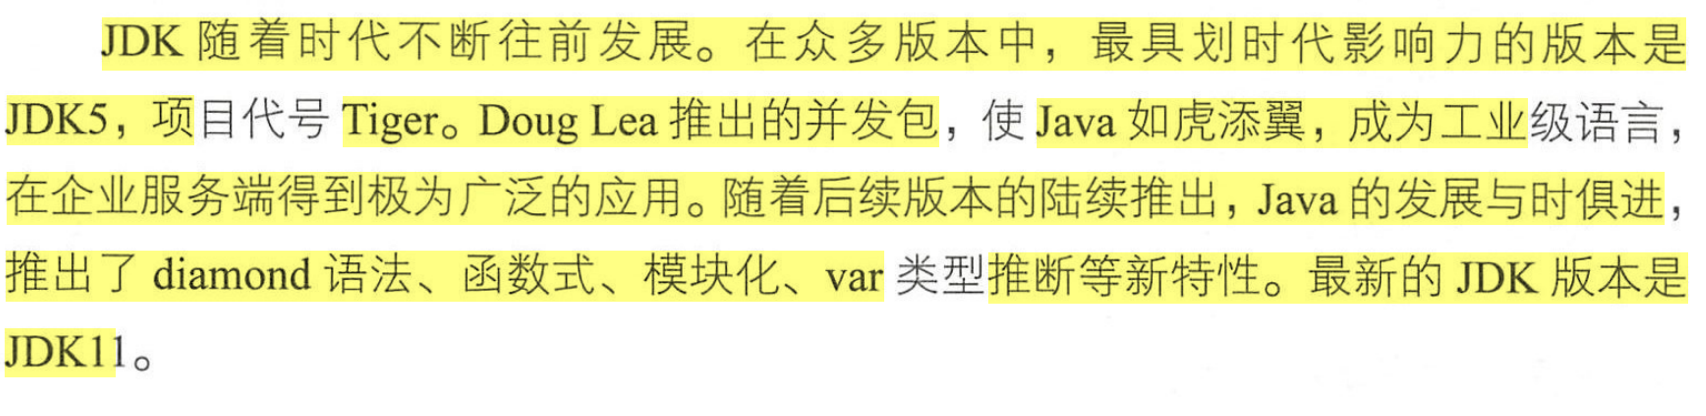 JDK 随着时代不断往前发展。在众多版本中，最具划时代影响力的版本是
JDK5，项目代号 Tiger。Doug Lea 推出的并发包，使 Java 如虎添翼，成为工业级语言，
在企业服务端得到极为广泛的应用。随着后续版本的陆续推出，Java 的发展与时俱进，
推出了 diamond 语法、函数式、模块化、var 类型推断等新特性。最新的 JDK 版本是
JDK11。